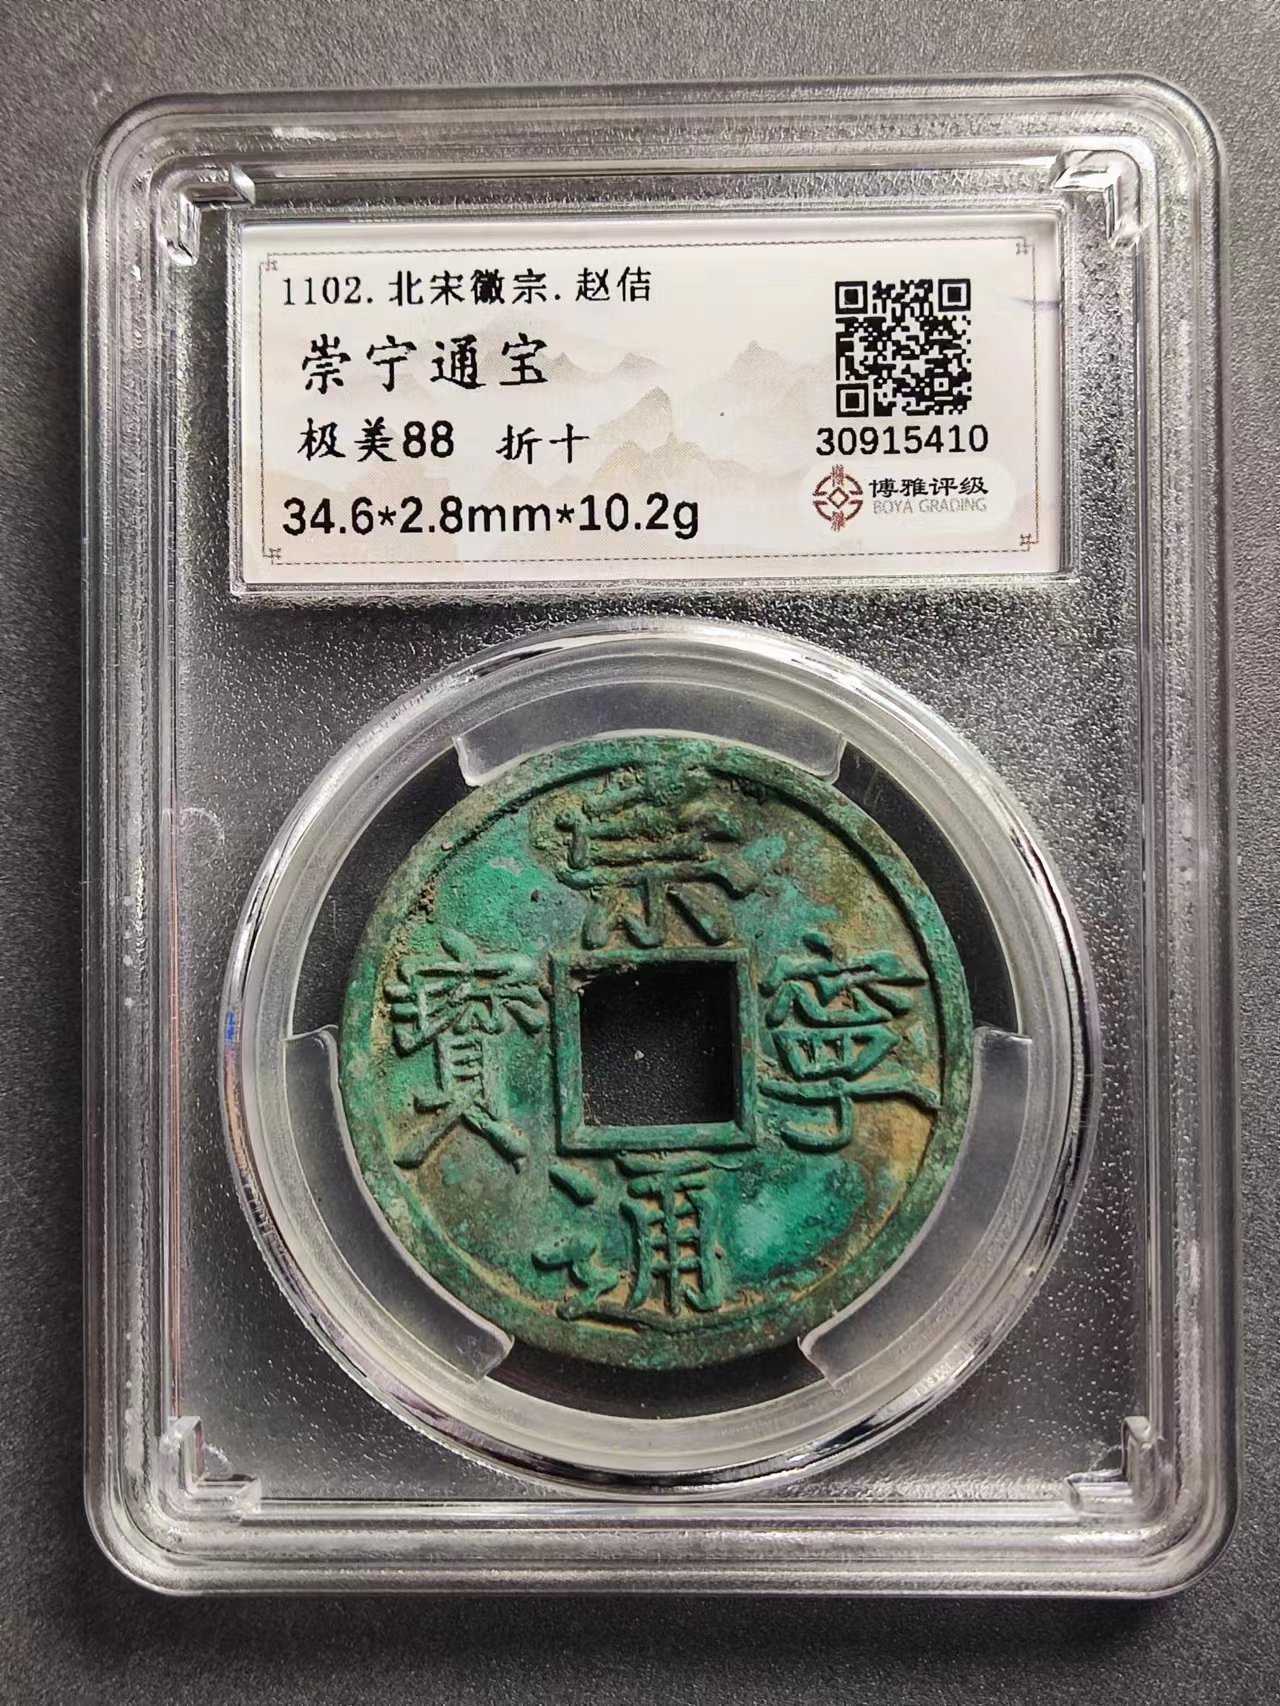 1102.北宋徽宗.赵佶
崇宁通宝
极美88 折十
34.6*2.8mm*10.2g
30915410
博雅评级
BOYA GRADING
崇寧通寳